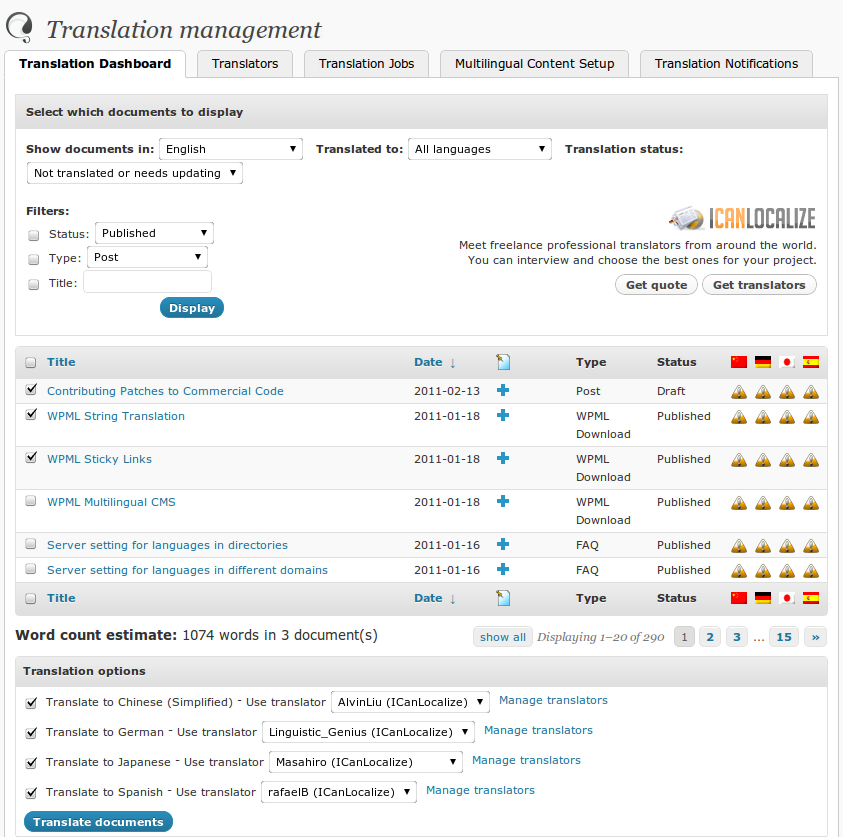 Translation management
Translation Dashboard Translators Translation Jobs Multilingual Content Setup Translation Notifications
Select which documents to display
Show documents in: English Translated to: All languages Translation status:
Not translated or needs updating
Filters:
Status: Published
Type: Post
Title:
Display
ICANLOCALIZE
Meet freelance professional translators from around the world.
You can interview and choose the best ones for your project.
Get quote Get translators
Title Date ↓ Type Status
Contributing Patches to Commercial Code 2011-02-13 Post Draft
WPML String Translation 2011-01-18 WPML Published
Download
WPML Sticky Links 2011-01-18 WPML Published
Download
WPML Multilingual CMS 2011-01-18 WPML Published
Download
Server setting for languages in directories 2011-01-16 FAQ Published
Server setting for languages in different domains 2011-01-16 FAQ Published
Title Date ↓ Type Status
Word count estimate: 1074 words in 3 document(s) show all Displaying 1–20 of 290 1 2 3 ... 15 »
Translation options
Translate to Chinese (Simplified) - Use translator AlvinLiu (ICanLocalize) Manage translators
Translate to German - Use translator Linguistic_Genius (ICanLocalize) Manage translators
Translate to Japanese - Use translator Masahiro (ICanLocalize) Manage translators
Translate to Spanish - Use translator rafaelB (ICanLocalize) Manage translators
Translate documents